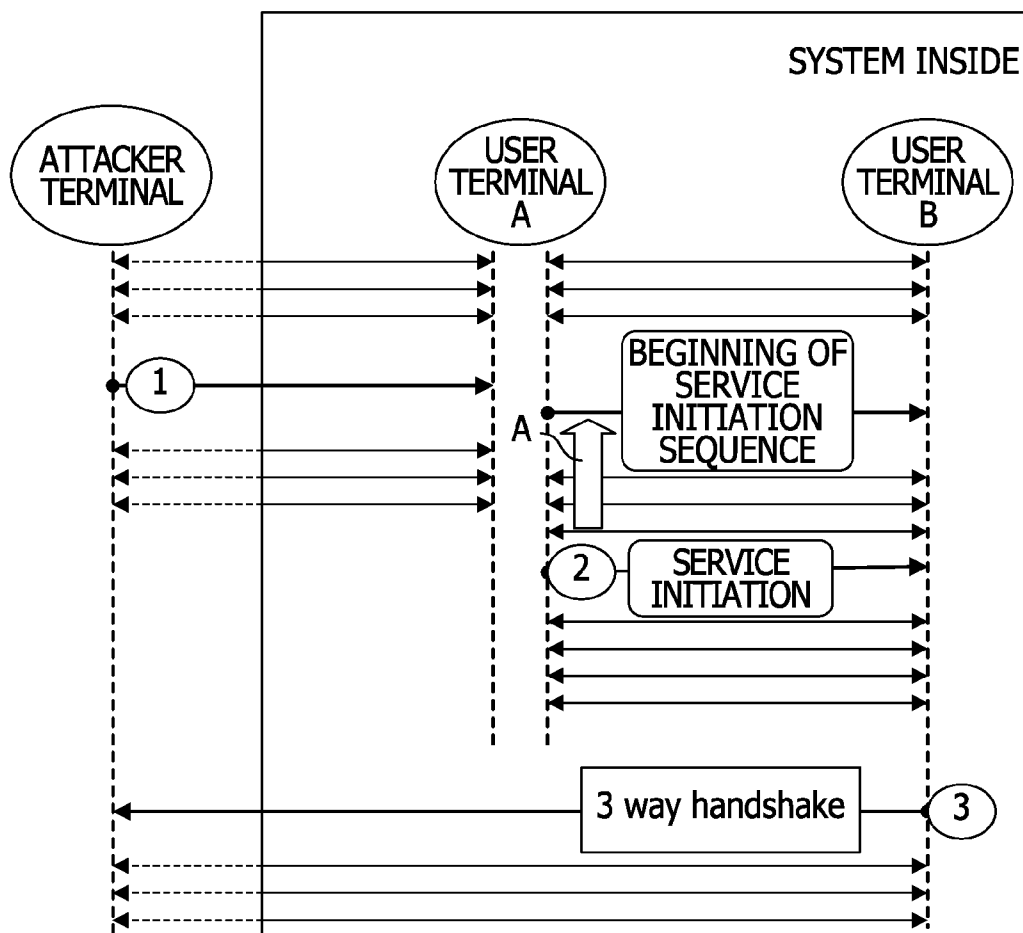 SYSTEM INSIDE
ATTACKER
TERMINAL
USER
TERMINAL
A
USER
TERMINAL
B
1
BEGINNING OF
SERVICE
INITIATION
SEQUENCE
A
2
SERVICE
INITIATION
3 way handshake
3